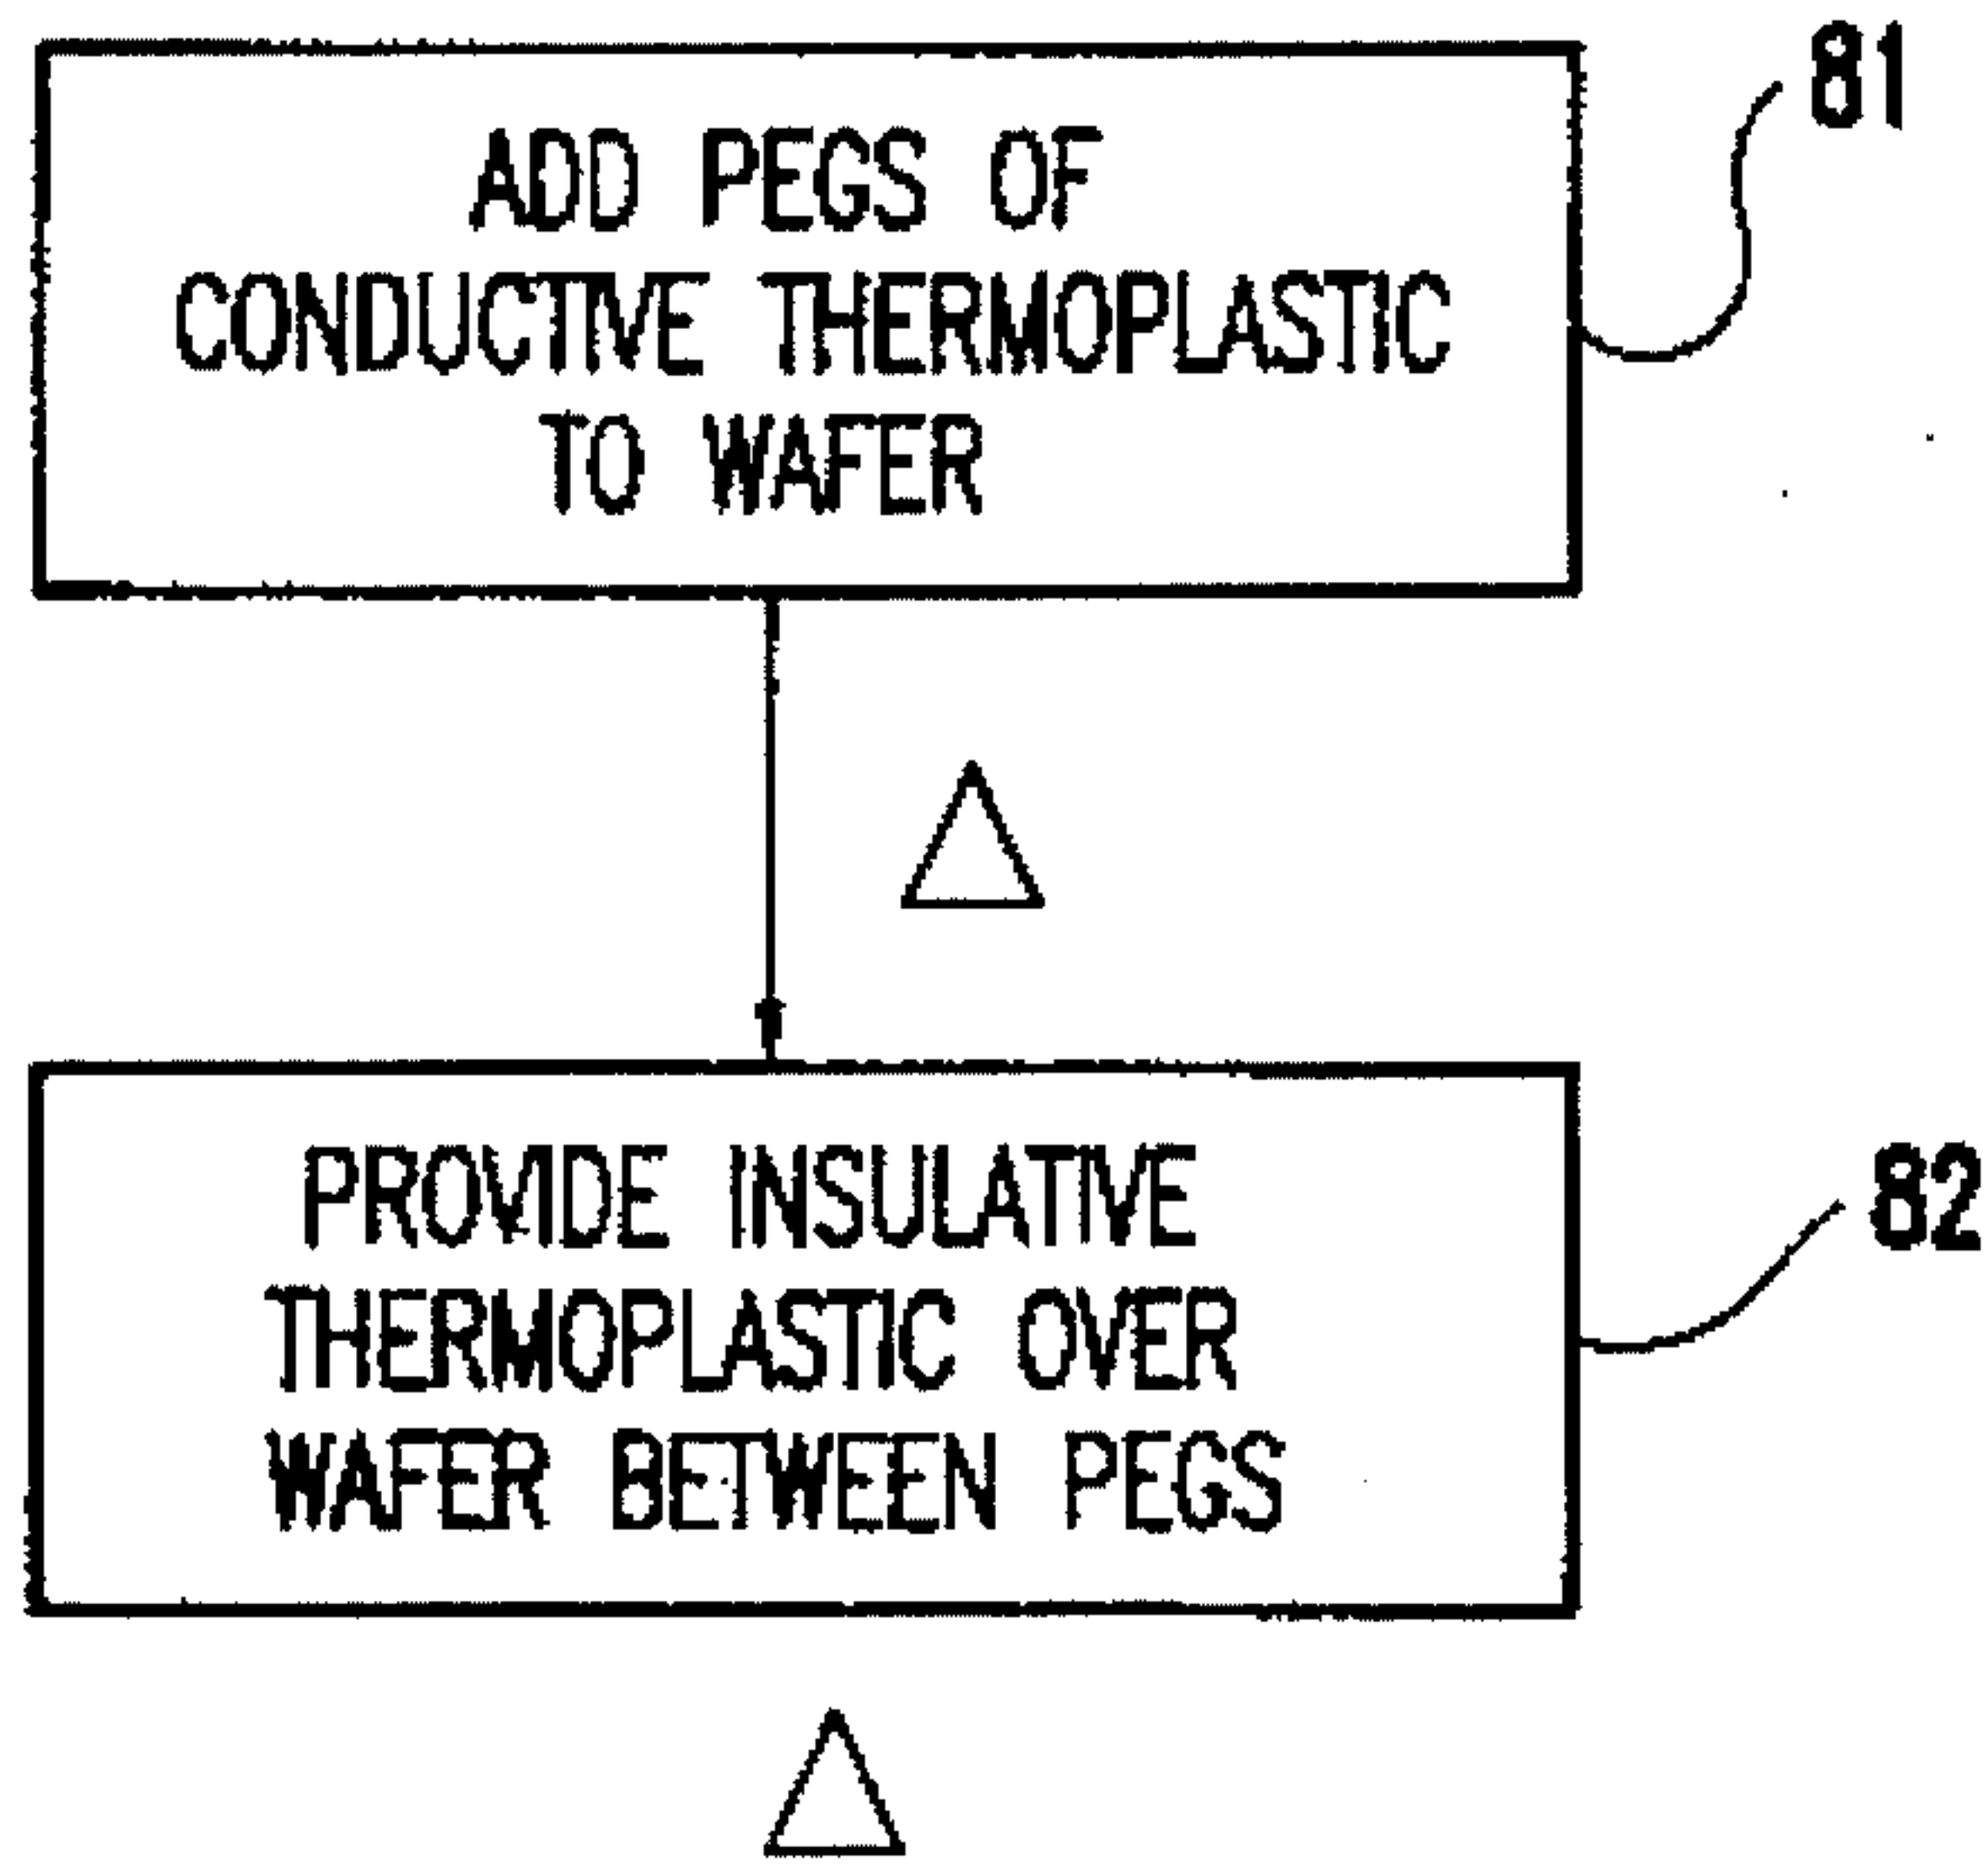 81
ADD PEGS OF
CONDUCTIVE THERMOPLASTIC
TO WAFER
Δ
PROVIDE INSULATIVE
THERMOPLASTIC OVER
WAFER BETWEEN PEGS
82
Δ